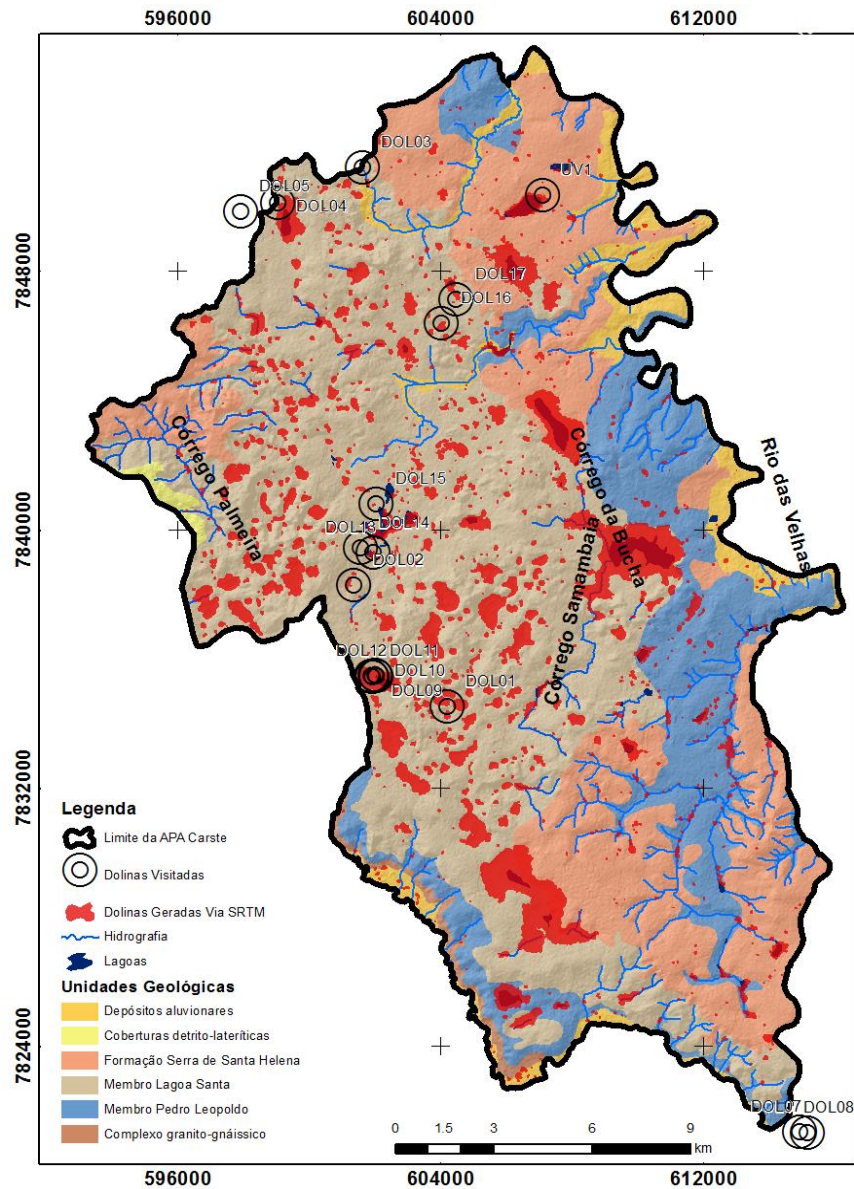 596000 604000 612000
DOL03
UV1
DOL05
DOL04
7848000
7848000
DOL17
DOL16
Córrego Palmeira
Córrego da Bucha
Rio das Velhas
DOL15
7840000
7840000
DOL13 DOL14
DOL02
Córrego Samambaia
DOL12 DOL11
DOL10
DOL09
DOL01
7832000
7832000
Legenda
Limite da APA Carste
Dolinas Visitadas
Dolinas Geradas Via SRTM
Hidrografia
Lagoas
Unidades Geológicas
Depósitos aluvionares
Coberturas detrito-lateríticas
Formação Serra de Santa Helena
Membro Lagoa Santa
Membro Pedro Leopoldo
Complexo granito-gnáissico
7824000
7824000
DOL07 DOL08
0 1.5 3 6 9
km
596000 604000 612000